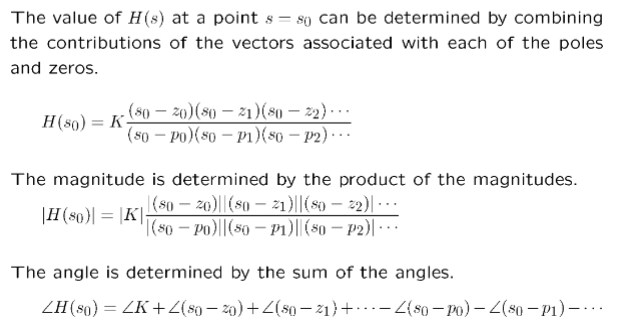 The value of H(s) at a point s = s₀ can be determined by combining
the contributions of the vectors associated with each of the poles
and zeros.
H(s₀) = K (s₀ − z₀)(s₀ − z₁)(s₀ − z₂)⋯ / (s₀ − p₀)(s₀ − p₁)(s₀ − p₂)⋯
The magnitude is determined by the product of the magnitudes.
|H(s₀)| = |K| |(s₀ − z₀)||(s₀ − z₁)||(s₀ − z₂)|⋯ / |(s₀ − p₀)||(s₀ − p₁)||(s₀ − p₂)|⋯
The angle is determined by the sum of the angles.
∠H(s₀) = ∠K + ∠(s₀ − z₀) + ∠(s₀ − z₁) + ⋯ − ∠(s₀ − p₀) − ∠(s₀ − p₁) − ⋯